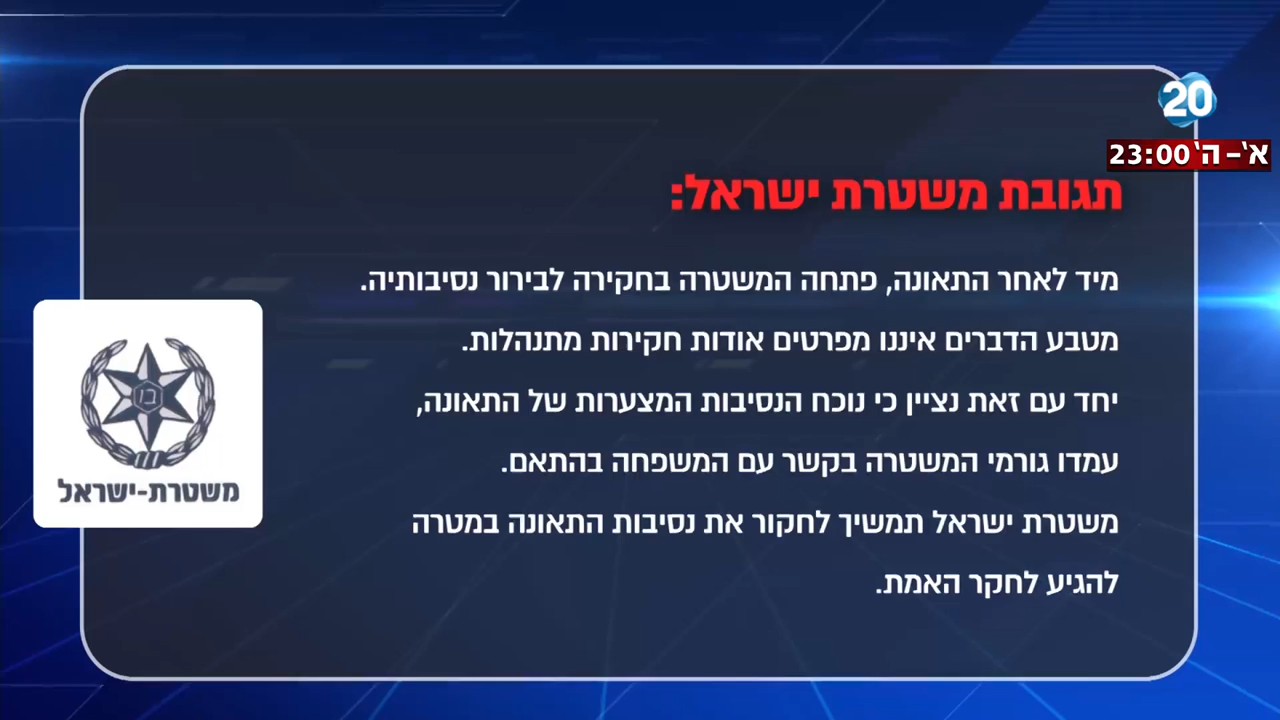 20
א'-ה' 23:00
תגובת משטרת ישראל:
מיד לאחר התאונה, פתחה המשטרה בחקירה לבירור נסיבותיה.
מטבע הדברים איננו מפרטים אודות חקירות מתנהלות.
יחד עם זאת נציין כי נוכח הנסיבות המצערות של התאונה,
עמדו גורמי המשטרה בקשר עם המשפחה בהתאם.
משטרת ישראל תמשיך לחקור את נסיבות התאונה במטרה
להגיע לחקר האמת.
משטרת-ישראל